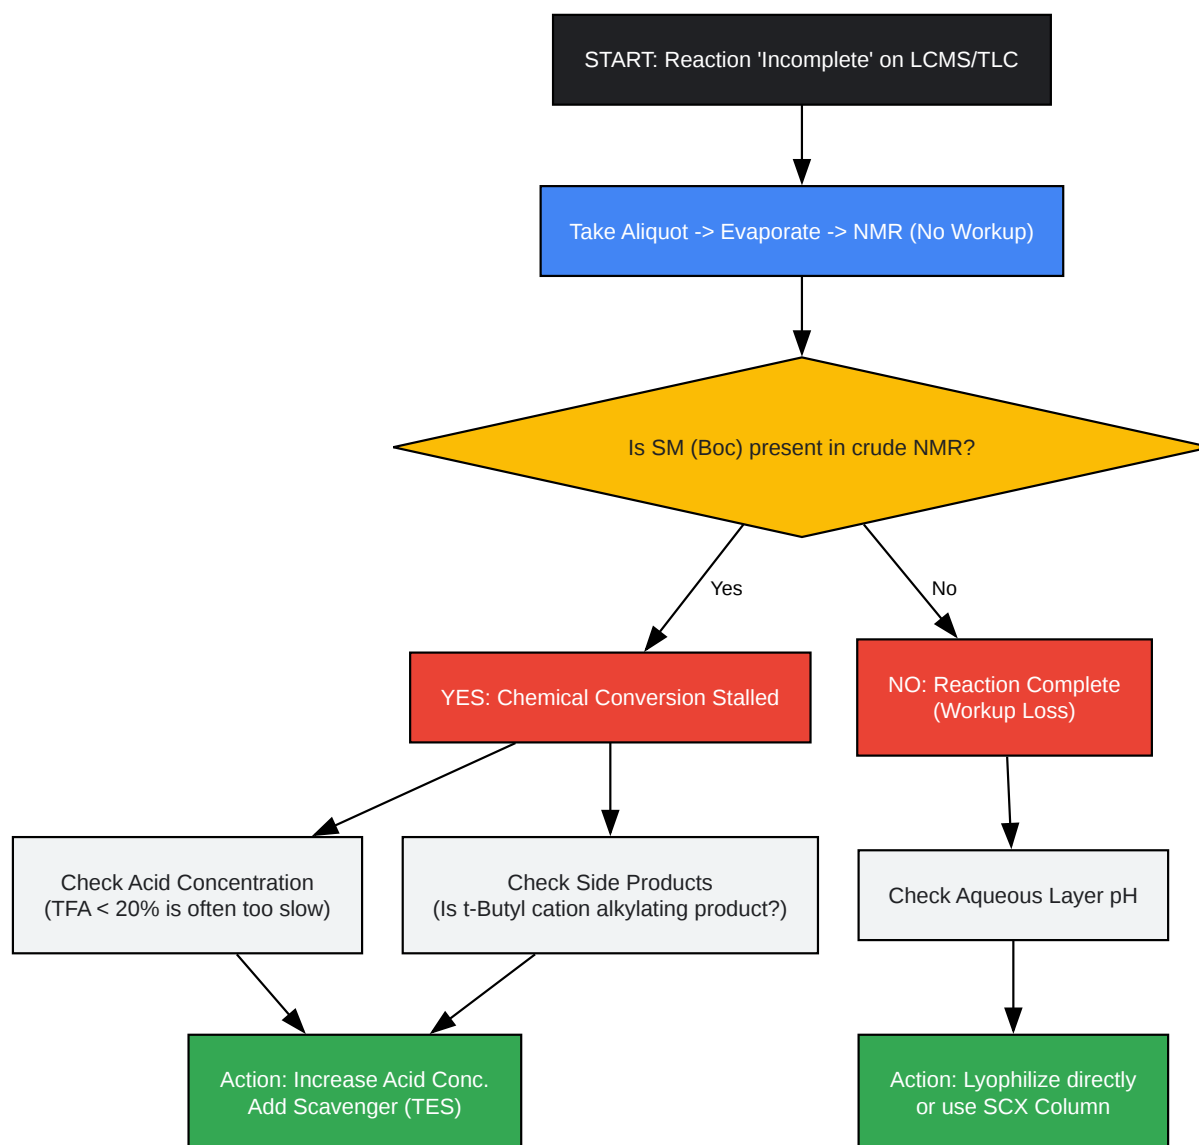 START: Reaction 'Incomplete' on LCMS/TLC
Take Aliquot -> Evaporate -> NMR (No Workup)
Is SM (Boc) present in crude NMR?
Yes
No
YES: Chemical Conversion Stalled
NO: Reaction Complete
(Workup Loss)
Check Acid Concentration
(TFA < 20% is often too slow)
Check Side Products
(Is t-Butyl cation alkylating product?)
Check Aqueous Layer pH
Action: Increase Acid Conc.
Add Scavenger (TES)
Action: Lyophilize directly
or use SCX Column